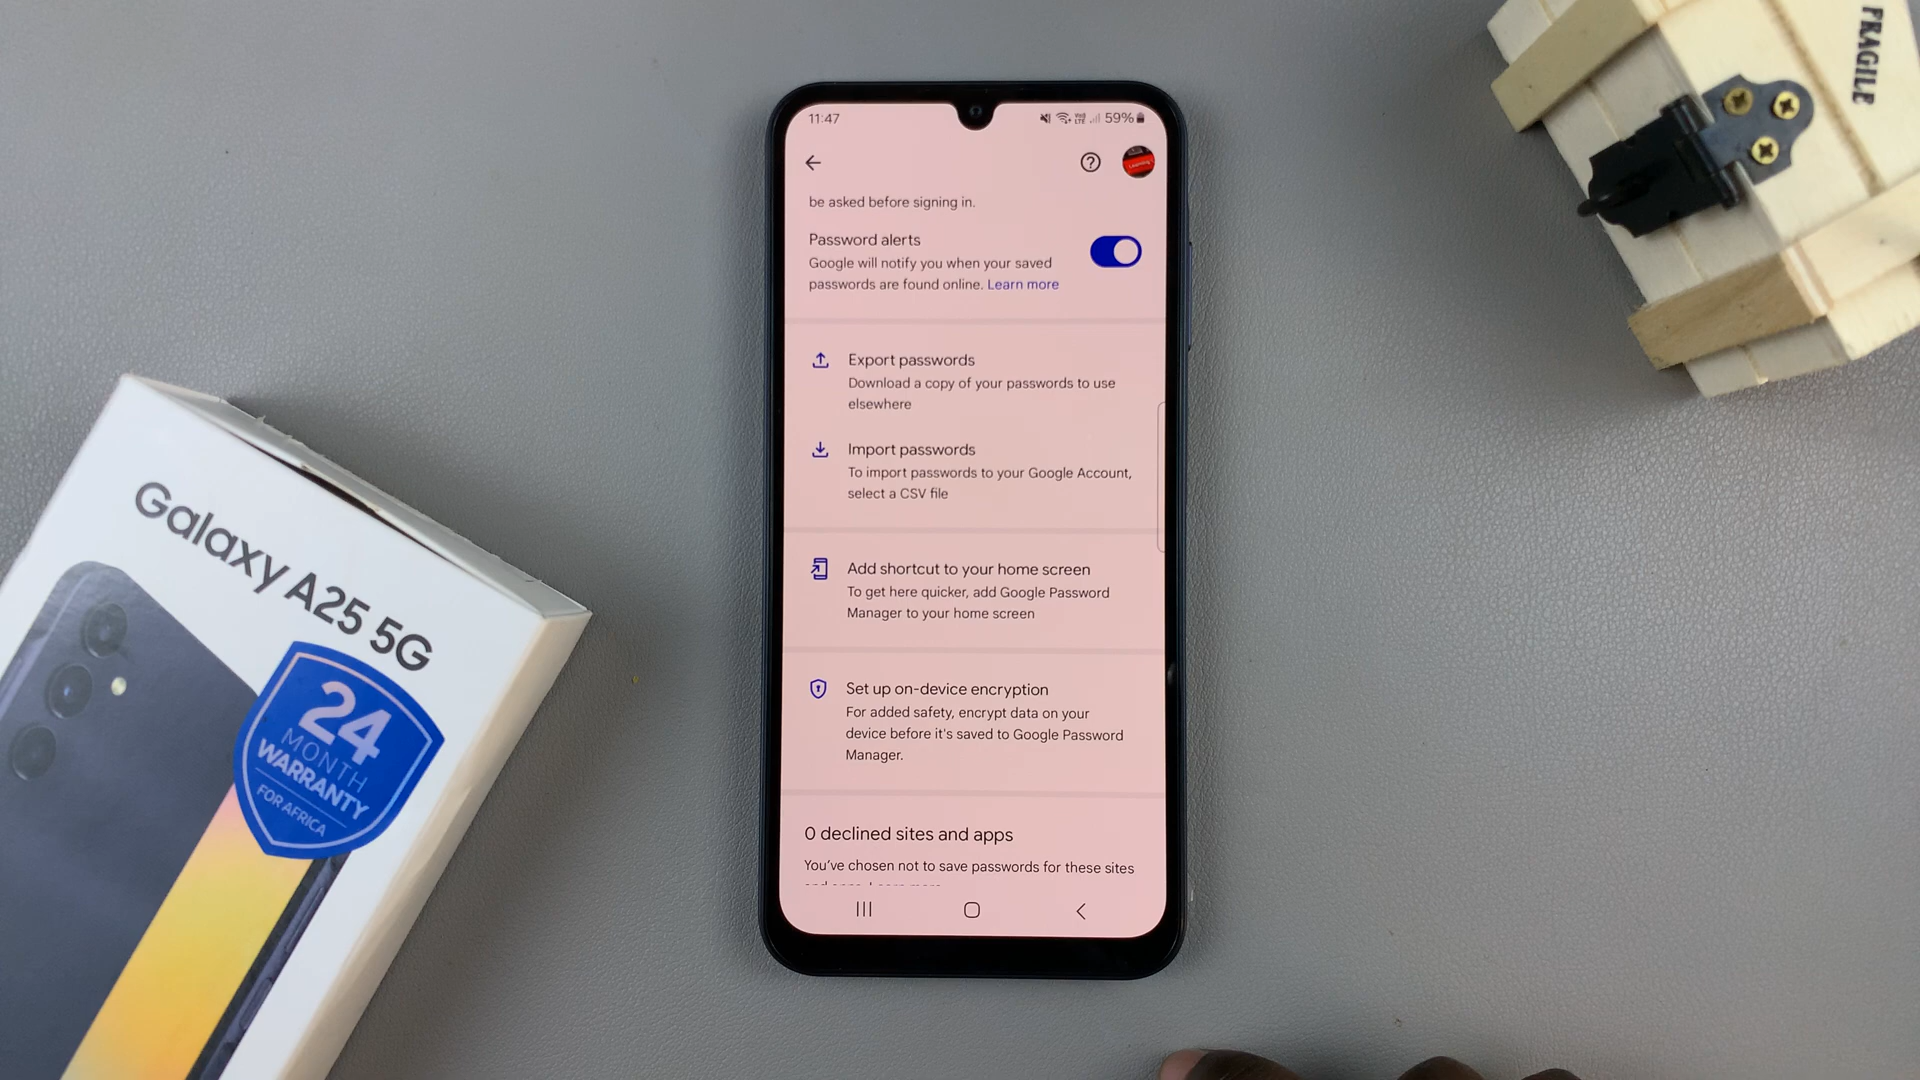 11:47
59%
be asked before signing in.
Password alerts
Google will notify you when your saved
passwords are found online. Learn more
Export passwords
Download a copy of your passwords to use
elsewhere
Import passwords
To import passwords to your Google Account,
select a CSV file
Add shortcut to your home screen
To get here quicker, add Google Password
Manager to your home screen
Set up on-device encryption
For added safety, encrypt data on your
device before it's saved to Google Password
Manager.
0 declined sites and apps
You've chosen not to save passwords for these sites
Galaxy A25 5G
24
MONTH
WARRANTY
FOR AFRICA
FRAGILE